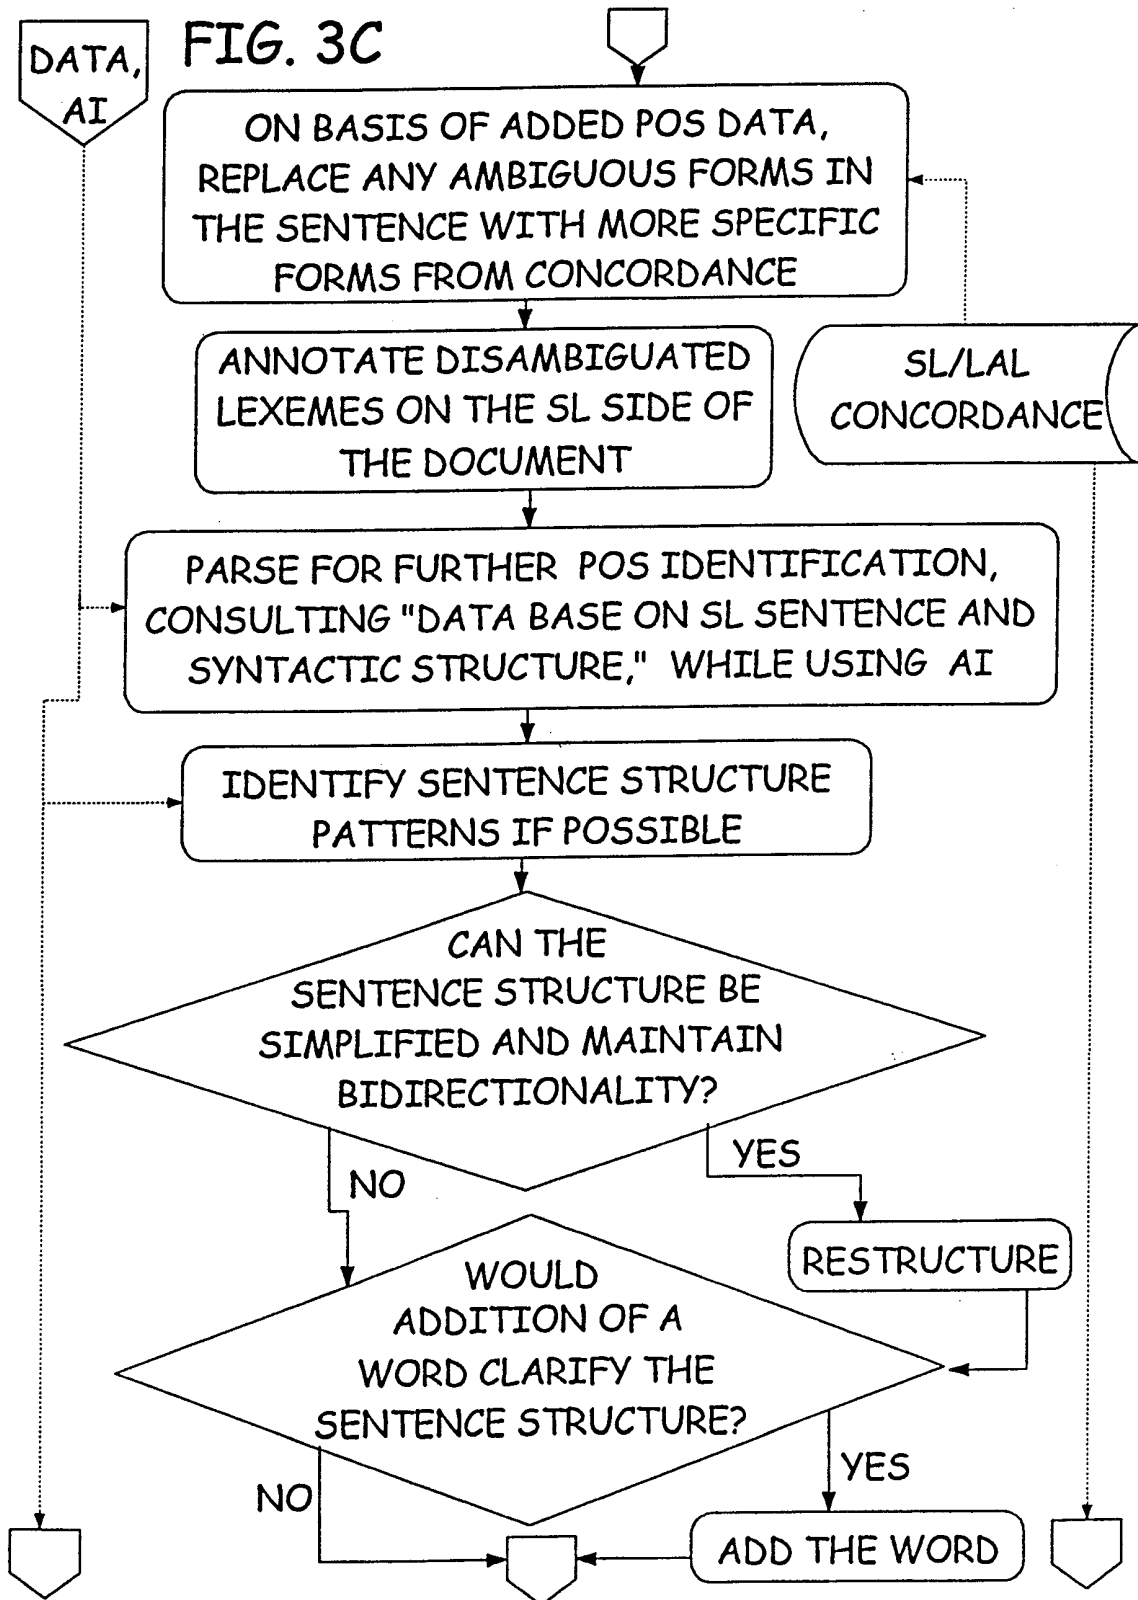 FIG. 3C
DATA,
AI
ON BASIS OF ADDED POS DATA,
REPLACE ANY AMBIGUOUS FORMS IN
THE SENTENCE WITH MORE SPECIFIC
FORMS FROM CONCORDANCE
ANNOTATE DISAMBIGUATED
LEXEMES ON THE SL SIDE OF
THE DOCUMENT
SL/LAL
CONCORDANCE
PARSE FOR FURTHER POS IDENTIFICATION,
CONSULTING "DATA BASE ON SL SENTENCE AND
SYNTACTIC STRUCTURE," WHILE USING AI
IDENTIFY SENTENCE STRUCTURE
PATTERNS IF POSSIBLE
CAN THE
SENTENCE STRUCTURE BE
SIMPLIFIED AND MAINTAIN
BIDIRECTIONALITY?
YES
NO
RESTRUCTURE
WOULD
ADDITION OF A
WORD CLARIFY THE
SENTENCE STRUCTURE?
YES
NO
ADD THE WORD